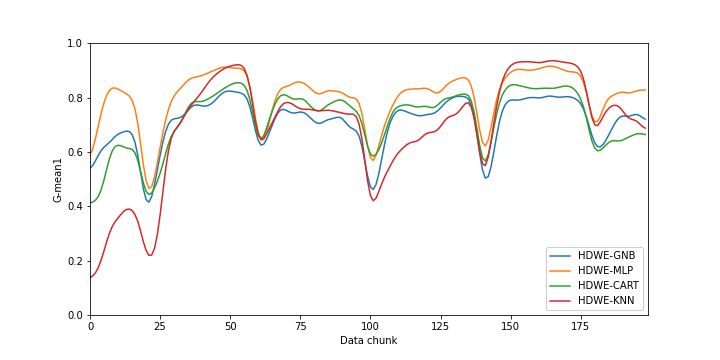 G-mean1
1.0
0.8
0.6
0.4
0.2
0.0
0 25 50 75 100 125 150 175
Data chunk
HDWE-GNB
HDWE-MLP
HDWE-CART
HDWE-KNN